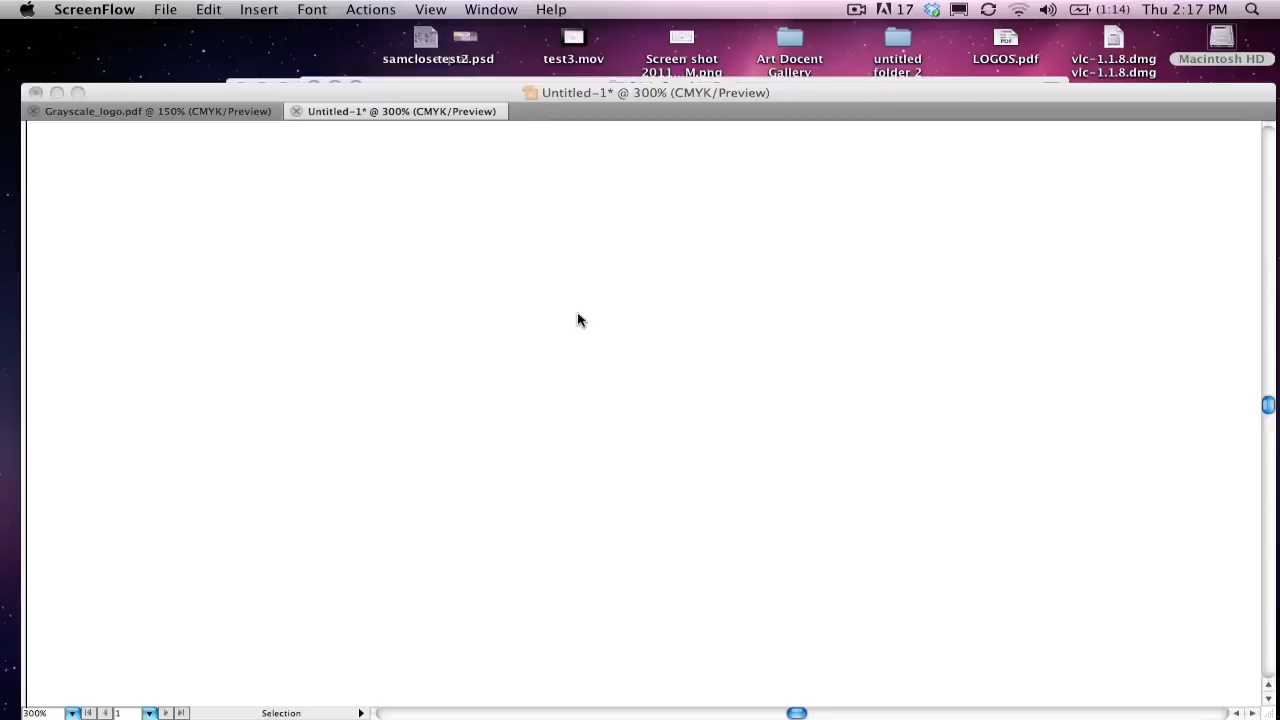 ScreenFlow File Edit Insert Font Actions View Window Help 17 (1:14) Thu 2:17 PM
test3.mov Screen shot Art Docent untitled LOGOS.pdf vlc-1.1.8.dmg Macintosh HD
2011...M.png Gallery folder 2 vlc-1.1.8.dmg
Untitled-1* @ 300% (CMYK/Preview)
Grayscale_logo.pdf @ 150% (CMYK/Preview) Untitled-1* @ 300% (CMYK/Preview)
300% 1 Selection